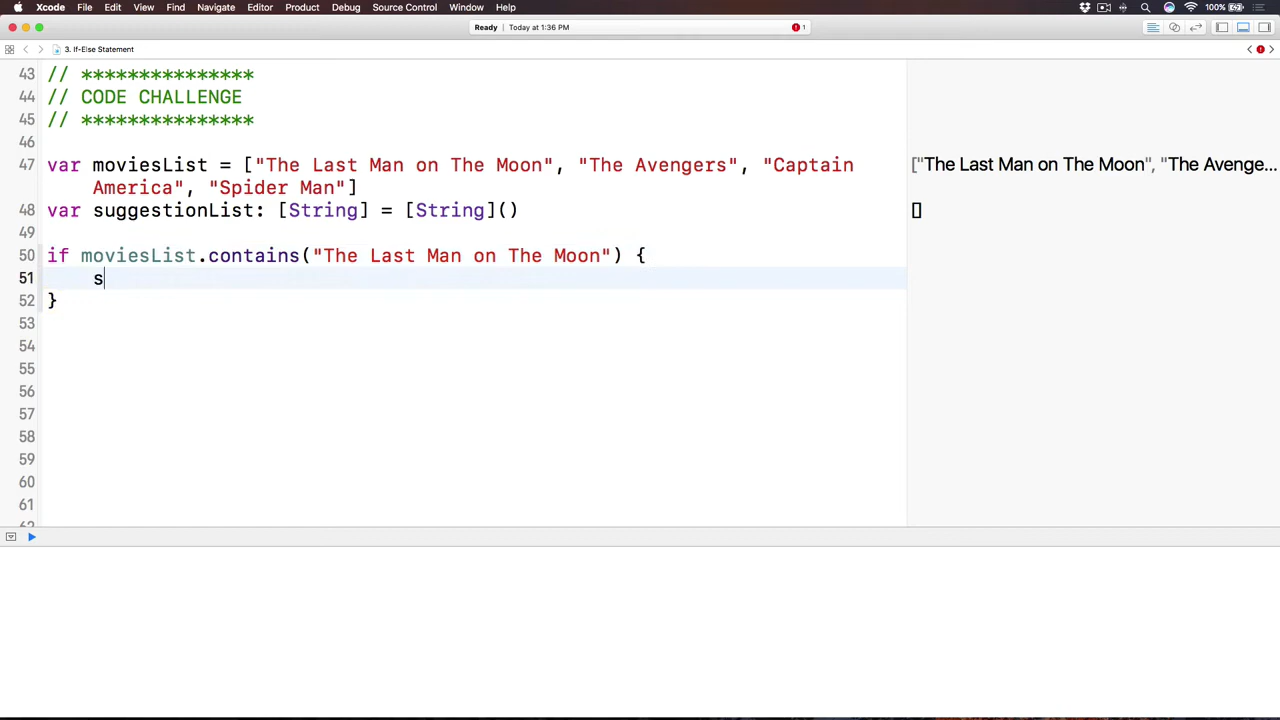 Xcode File Edit View Find Navigate Editor Product Debug Source Control Window Help 100%
Ready Today at 1:36 PM 1
3. If-Else Statement
43 // ***************
44 // CODE CHALLENGE
45 // ***************
46
47 var moviesList = ["The Last Man on The Moon", "The Avengers", "Captain ["The Last Man on The Moon", "The Avenge...
America", "Spider Man"]
48 var suggestionList: [String] = [String]() []
49
50 if moviesList.contains("The Last Man on The Moon") {
51 s
52 }
53
54
55
56
57
58
59
60
61